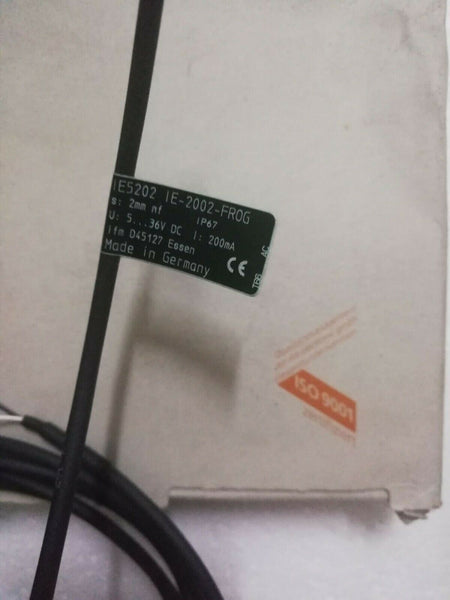 IE5202 IE-2002-FROG
s: 2mm nf IP67
U: 5...36V DC I: 200mA
ifm D45127 Essen
Made in Germany CE
AC
ISO 9001